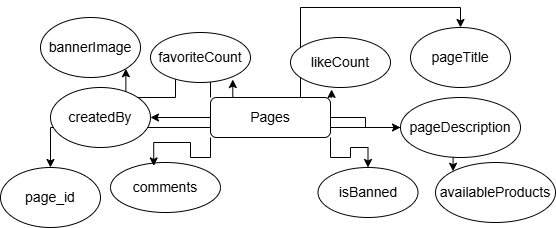 bannerImage
favoriteCount
likeCount
pageTitle
createdBy
Pages
pageDescription
page_id
comments
isBanned
availableProducts